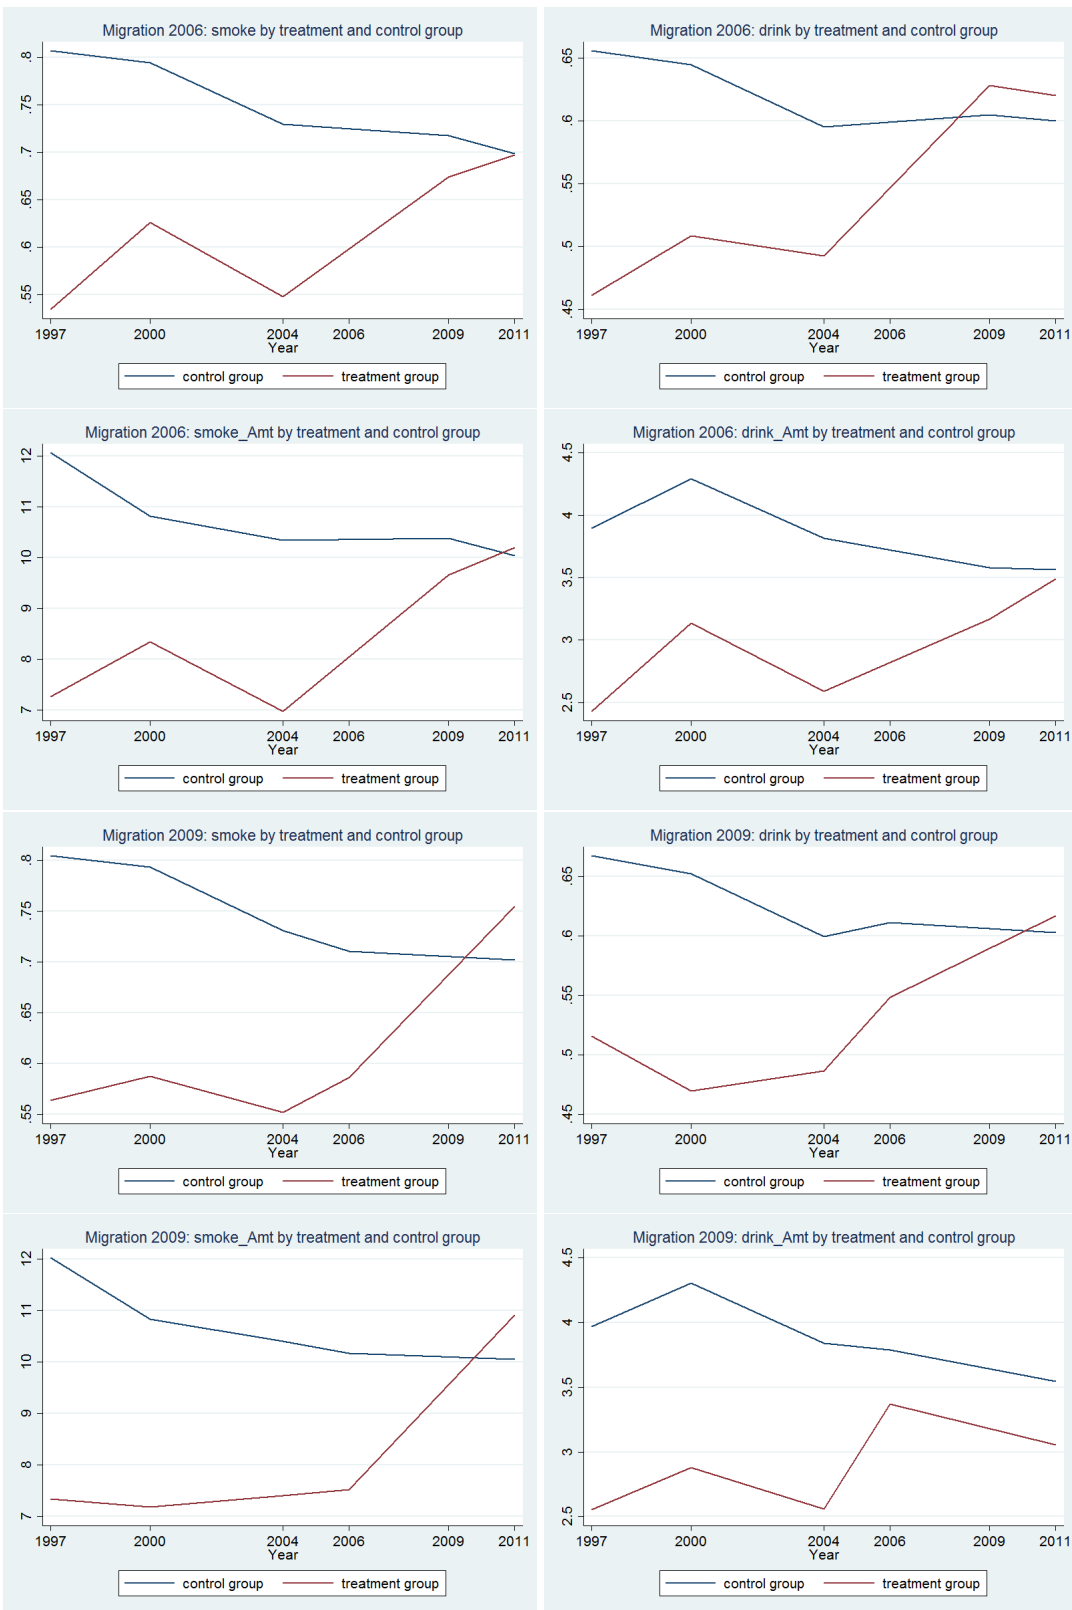 Migration 2006: smoke by treatment and control group
.8
.75
.7
.65
.6
.55
1997 2000 2004 2006 2009 2011
Year
control group treatment group
Migration 2006: drink by treatment and control group
.65
.6
.55
.5
.45
1997 2000 2004 2006 2009 2011
Year
control group treatment group
Migration 2006: smoke_Amt by treatment and control group
12
11
10
9
8
7
1997 2000 2004 2006 2009 2011
Year
control group treatment group
Migration 2006: drink_Amt by treatment and control group
4.5
4
3.5
3
2.5
1997 2000 2004 2006 2009 2011
Year
control group treatment group
Migration 2009: smoke by treatment and control group
.8
.75
.7
.65
.6
.55
1997 2000 2004 2006 2009 2011
Year
control group treatment group
Migration 2009: drink by treatment and control group
.65
.6
.55
.5
.45
1997 2000 2004 2006 2009 2011
Year
control group treatment group
Migration 2009: smoke_Amt by treatment and control group
12
11
10
9
8
7
1997 2000 2004 2006 2009 2011
Year
control group treatment group
Migration 2009: drink_Amt by treatment and control group
4.5
4
3.5
3
2.5
1997 2000 2004 2006 2009 2011
Year
control group treatment group